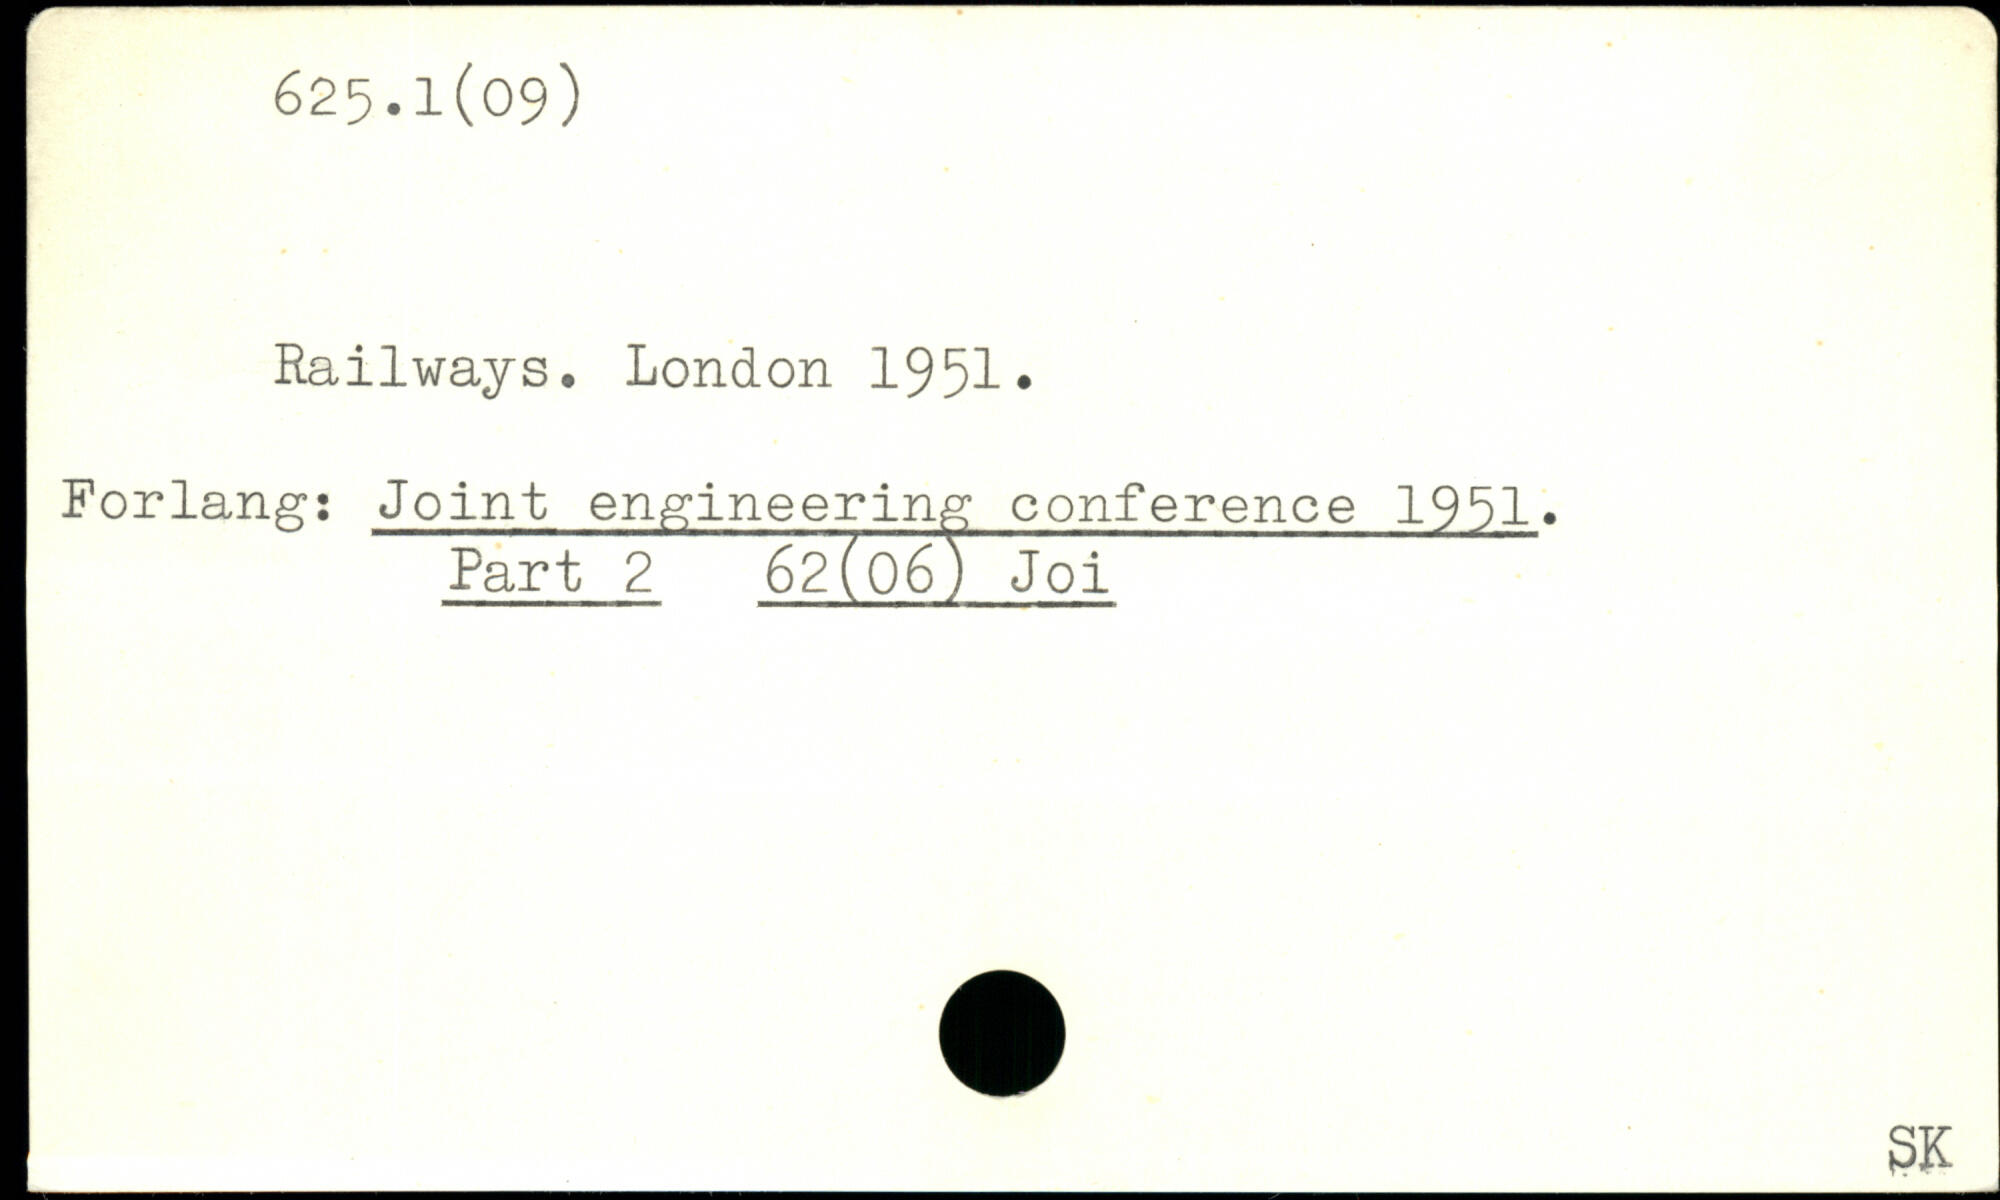 625.1(09)
Railways. London 1951.
Forlang: Joint engineering conference 1951.
Part 2 62(06) Joi
SK